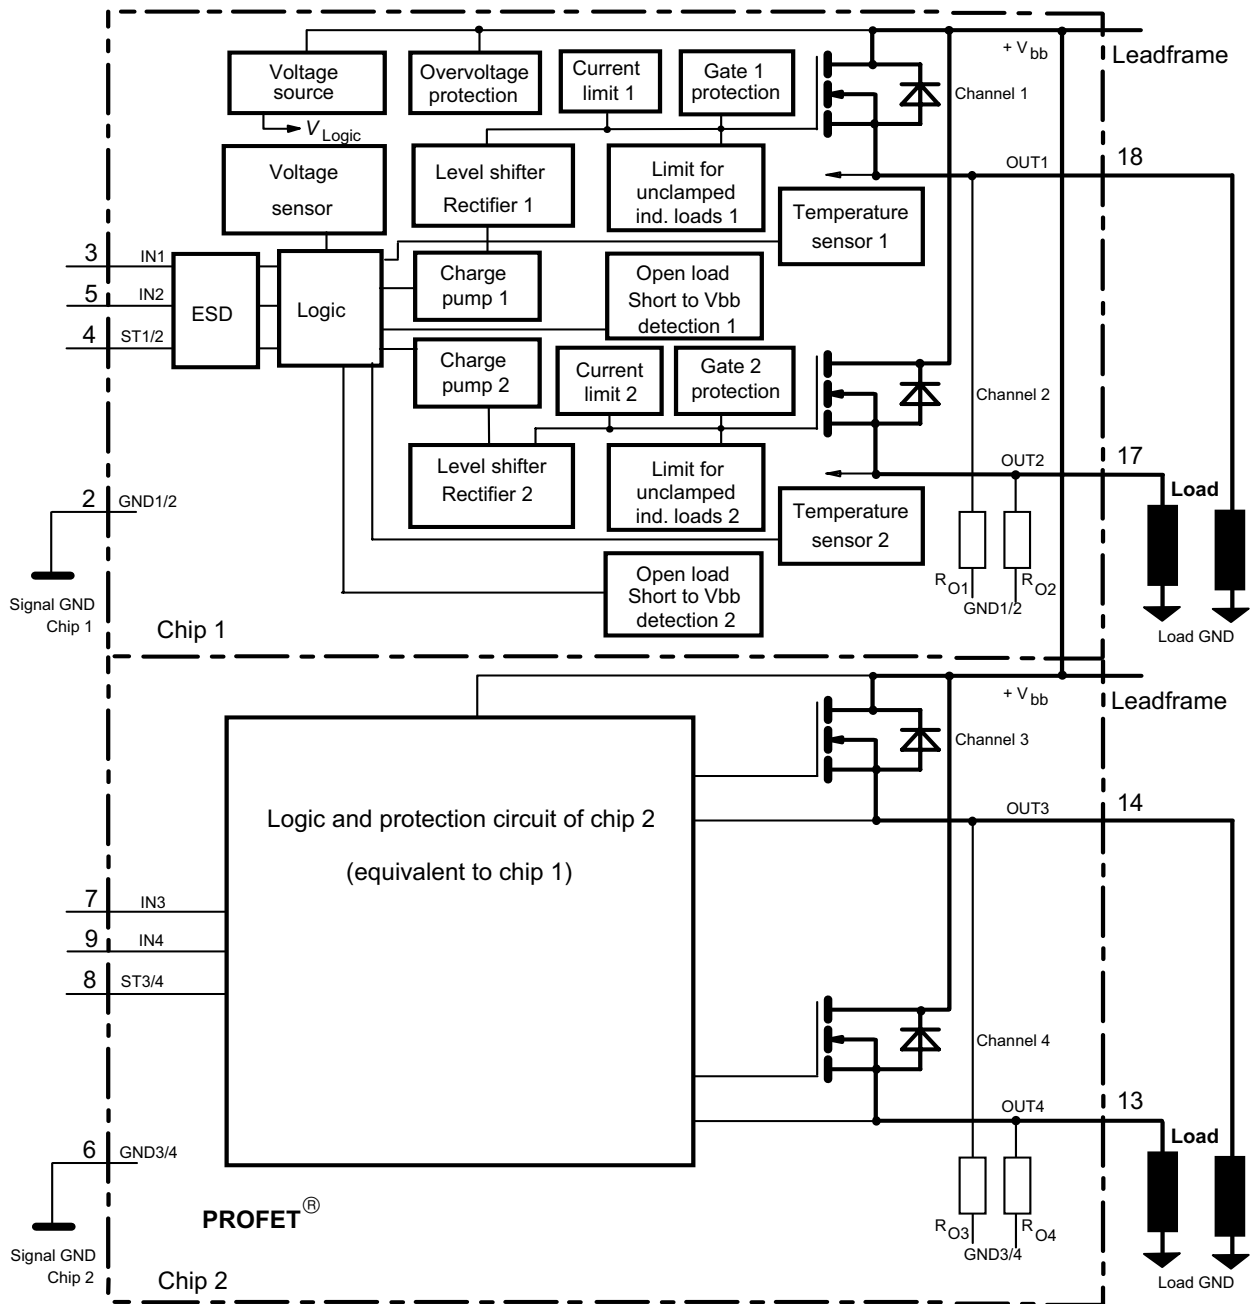 + Vbb
Leadframe
Voltage
source
Overvoltage
protection
Current
limit 1
Gate 1
protection
Channel 1
VLogic
Voltage
sensor
Level shifter
Rectifier 1
Limit for
unclamped
ind. loads 1
OUT1
18
Temperature
sensor 1
3 IN1
5 IN2
4 ST1/2
ESD
Logic
Charge
pump 1
Open load
Short to Vbb
detection 1
Charge
pump 2
Current
limit 2
Gate 2
protection
Channel 2
Level shifter
Rectifier 2
Limit for
unclamped
ind. loads 2
OUT2
17
Load
2 GND1/2
Temperature
sensor 2
RO1
RO2
GND1/2
Signal GND
Chip 1
Open load
Short to Vbb
detection 2
Load GND
Chip 1
+ Vbb
Leadframe
Channel 3
Logic and protection circuit of chip 2
(equivalent to chip 1)
OUT3
14
7 IN3
9 IN4
8 ST3/4
Channel 4
OUT4
13
Load
6 GND3/4
PROFET®
RO3
RO4
GND3/4
Signal GND
Chip 2
Load GND
Chip 2